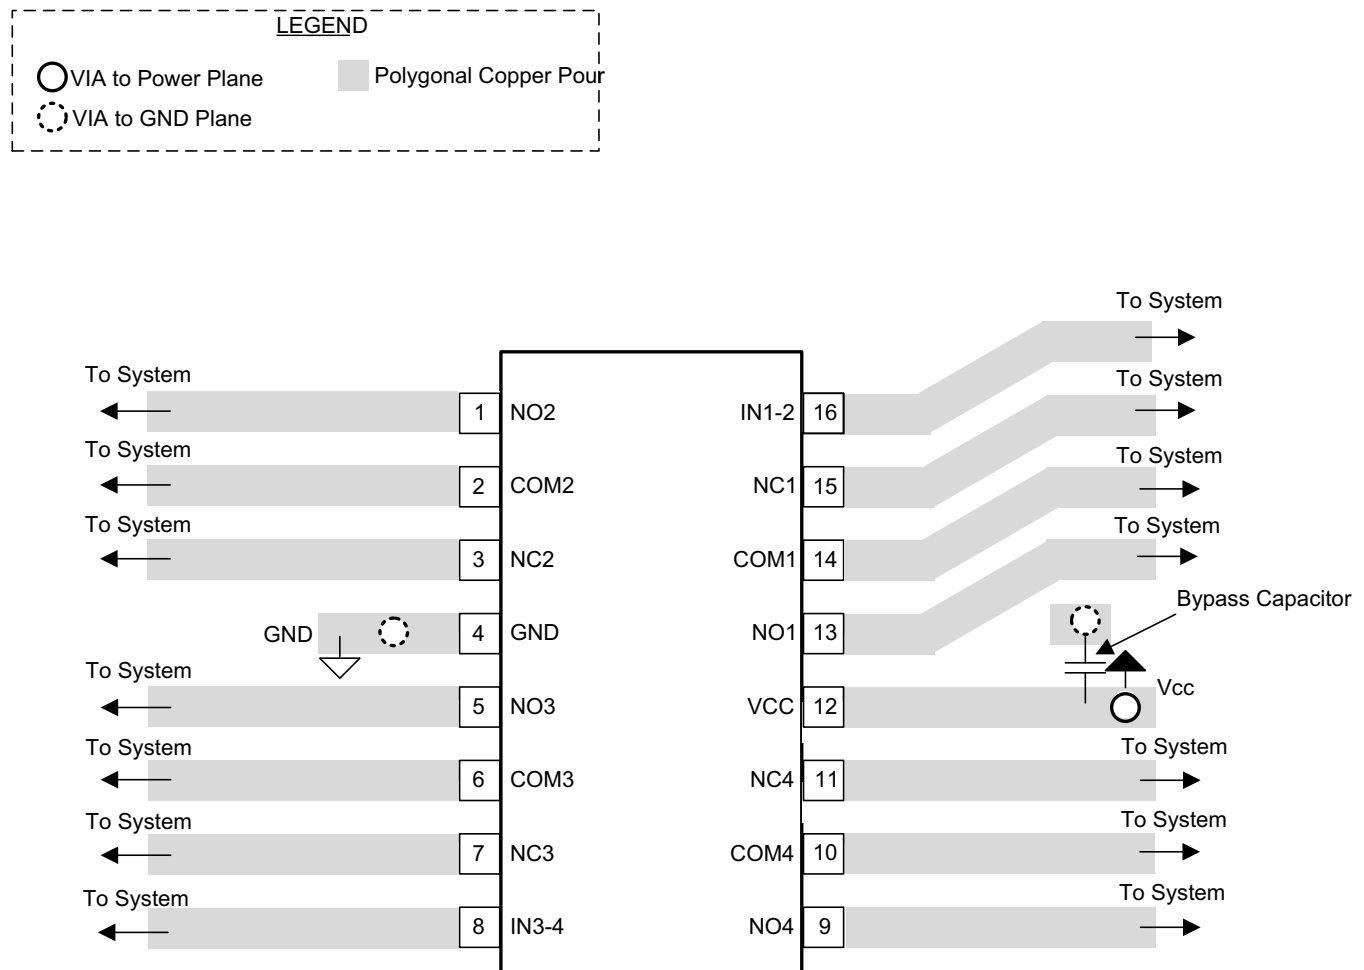 LEGEND
VIA to Power Plane
Polygonal Copper Pour
VIA to GND Plane
To System
To System
1 NO2
IN1-2 16
To System
To System
2 COM2
NC1 15
To System
To System
3 NC2
COM1 14
To System
Bypass Capacitor
GND
4 GND
NO1 13
To System
Vcc
5 NO3
VCC 12
To System
To System
6 COM3
NC4 11
To System
To System
7 NC3
COM4 10
To System
To System
8 IN3-4
NO4 9